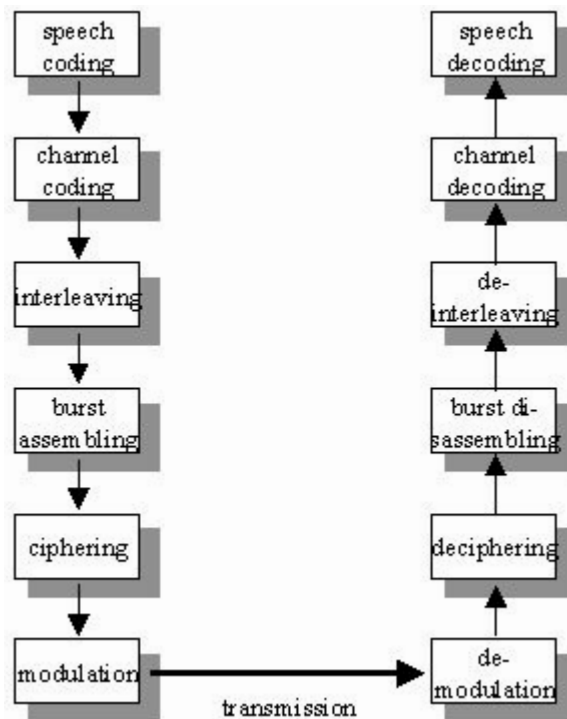 speech
coding
channel
coding
interleaving
burst
assembling
ciphering
modulation
transmission
speech
decoding
channel
decoding
de-
interleaving
burst di-
sassembling
deciphering
de-
modulation